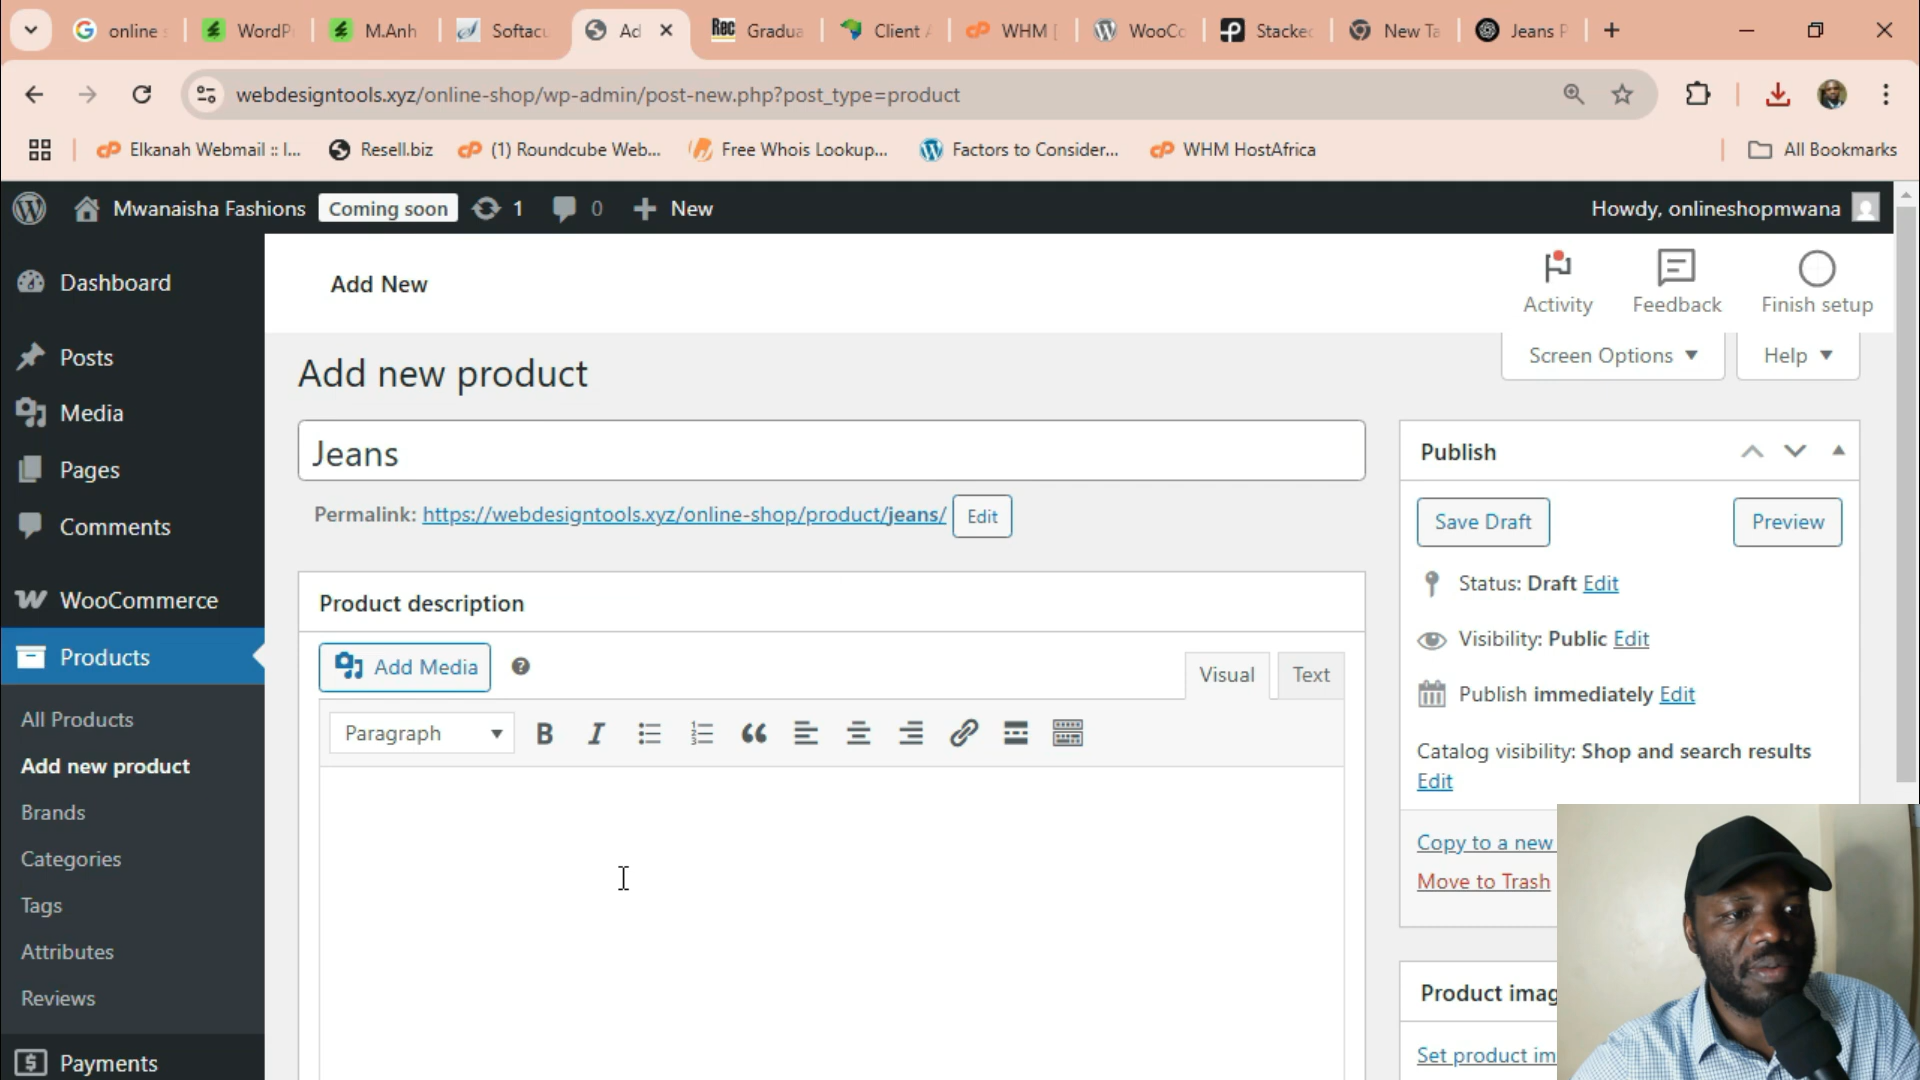 online
WordP
M.Anh
Softacu
Ad
Rec
Gradua
Client
WHM [
WooCo
Stacke
New Ta
Jeans P
webdesigntools.xyz/online-shop/wp-admin/post-new.php?post_type=product
Elkanah Webmail :: I...
Resell.biz
(1) Roundcube Web...
Free Whois Lookup...
Factors to Consider...
WHM HostAfrica
All Bookmarks
Mwanaisha Fashions
Coming soon
1
0
New
Howdy, onlineshopmwana
Dashboard
Posts
Media
Pages
Comments
WooCommerce
Products
All Products
Add new product
Brands
Categories
Tags
Attributes
Reviews
Payments
Add New
Activity
Feedback
Finish setup
Screen Options
Help
Add new product
Jeans
Permalink: https://webdesigntools.xyz/online-shop/product/jeans/ Edit
Product description
Add Media
Visual
Text
Paragraph
B
I
Publish
Save Draft
Preview
Status: Draft Edit
Visibility: Public Edit
Publish immediately Edit
Catalog visibility: Shop and search results
Edit
Copy to a new
Move to Trash
Product imag
Set product im